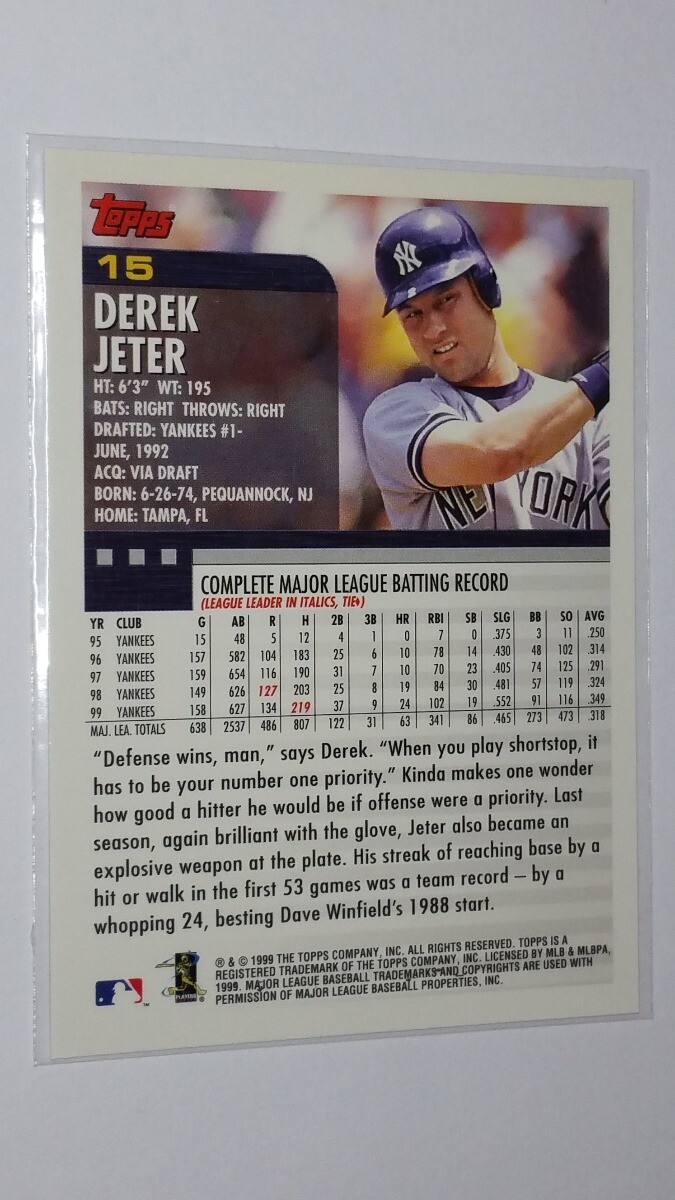 Topps
15
DEREK
JETER
HT: 6'3" WT: 195
BATS: RIGHT THROWS: RIGHT
DRAFTED: YANKEES #1-
JUNE, 1992
ACQ: VIA DRAFT
BORN: 6-26-74, PEQUANNOCK, NJ
HOME: TAMPA, FL
NY
NEW YORK
COMPLETE MAJOR LEAGUE BATTING RECORD
(LEAGUE LEADER IN ITALICS, TIE♦)
YR CLUB G AB R H 2B 3B HR RBI SB SLG BB SO AVG
95 YANKEES 15 48 5 12 4 1 0 7 0 .375 3 11 .250
96 YANKEES 157 582 104 183 25 6 10 78 14 .430 48 102 .314
97 YANKEES 159 654 116 190 31 7 10 70 23 .405 74 125 .291
98 YANKEES 149 626 127 203 25 8 19 84 30 .481 57 119 .324
99 YANKEES 158 627 134 219 37 9 24 102 19 .552 91 116 .349
MAJ. LEA. TOTALS 638 2537 486 807 122 31 63 341 86 .465 273 473 .318
"Defense wins, man," says Derek. "When you play shortstop, it
has to be your number one priority." Kinda makes one wonder
how good a hitter he would be if offense were a priority. Last
season, again brilliant with the glove, Jeter also became an
explosive weapon at the plate. His streak of reaching base by a
hit or walk in the first 53 games was a team record — by a
whopping 24, besting Dave Winfield's 1988 start.
® & © 1999 THE TOPPS COMPANY, INC. ALL RIGHTS RESERVED. TOPPS IS A
REGISTERED TRADEMARK OF THE TOPPS COMPANY, INC. LICENSED BY MLB & MLBPA,
1999. MAJOR LEAGUE BASEBALL TRADEMARKS AND COPYRIGHTS ARE USED WITH
PERMISSION OF MAJOR LEAGUE BASEBALL PROPERTIES, INC.
PLAYERS